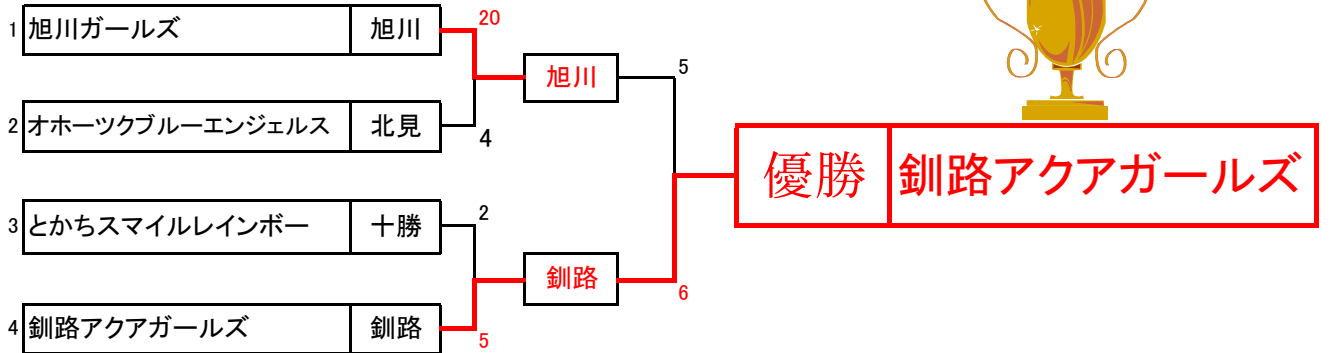 1 旭川ガールズ 旭川 20
旭川 5
2 オホーツクブルーエンジェルス 北見 4
優勝 釧路アクアガールズ
3 とかちスマイルレインボー 十勝 2
釧路 6
4 釧路アクアガールズ 釧路 5